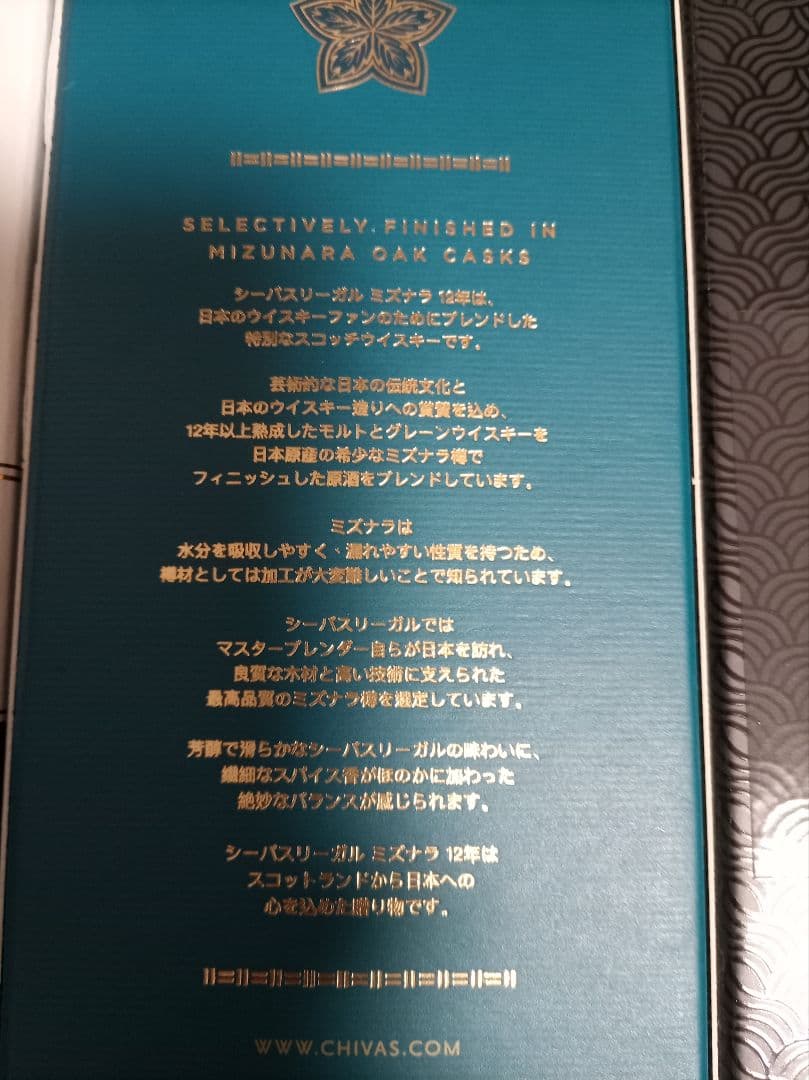 SELECTIVELY FINISHED IN
MIZUNARA OAK CASKS
シーバスリーガル ミズナラ 12年は、
日本のウイスキーファンのためにブレンドした
特別なスコッチウイスキーです。
芸術的な日本の伝統文化と
日本のウイスキー造りへの賞賛を込め、
12年以上熟成したモルトとグレーンウイスキーを
日本原産の希少なミズナラ樽で
フィニッシュした原酒をブレンドしています。
ミズナラは
水分を吸収しやすく、漏れやすい性質を持つため、
樽材としては加工が大変難しいことで知られています。
シーバスリーガルでは
マスターブレンダー自らが日本を訪れ、
良質な木材と高い技術に支えられた
最高品質のミズナラ樽を選定しています。
芳醇で滑らかなシーバスリーガルの味わいに、
繊細なスパイス香がほのかに加わった
絶妙なバランスが感じられます。
シーバスリーガル ミズナラ 12年は
スコットランドから日本への
心を込めた贈り物です。
WWW.CHIVAS.COM